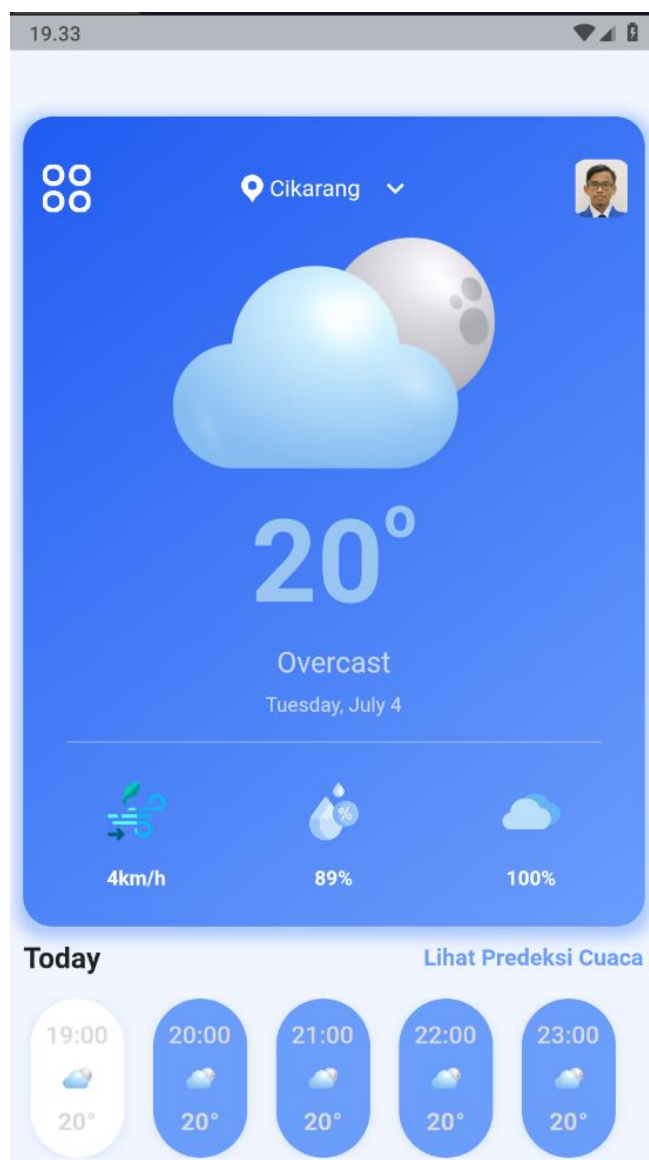 19.33
Cikarang
20°
Overcast
Tuesday, July 4
%
4km/h 89% 100%
Today Lihat Predeksi Cuaca
19:00 20:00 21:00 22:00 23:00
20° 20° 20° 20° 20°